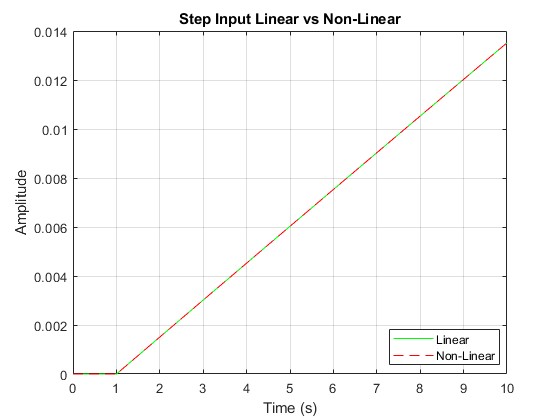 Step Input Linear vs Non-Linear
0.014
0.012
0.01
0.008
0.006
0.004
0.002
0
Amplitude
Linear
Non-Linear
0 1 2 3 4 5 6 7 8 9 10
Time (s)